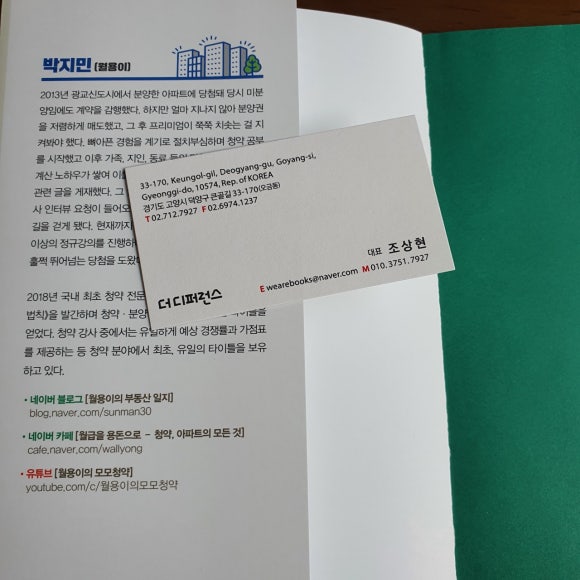 박지민 (월용이)
2013년 광교신도시에서 분양한 아파트에 당첨돼 당시 미분
양임에도 계약을 감행했다. 하지만 얼마 지나지 않아 분양권
을 저렴하게 매도했고, 그 후 프리미엄이 쭉쭉 치솟는 걸 지
켜봐야 했다. 뼈아픈 경험을 계기로 절치부심하며 청약 공부
를 시작했고 이후 가족, 지인, 동료
계산 노하우가 쌓여
관련 글을 게재했다. 그
사 인터뷰 요청이 들어오
길을 걷게 됐다. 현재까지
이상의 정규강의를 진행하
훌쩍 뛰어넘는 당첨을 도왔
2018년 국내 최초 청약 전문
법칙》을 발간하며 청약·분양
얻었다. 청약 강사 중에서는 유일하게 예상 경쟁률과 가점표
를 제공하는 등 청약 분야에서 최초, 유일의 타이틀을 보유
하고 있다.
• 네이버 블로그 [월용이의 부동산 일지]
blog.naver.com/sunman30
• 네이버 카페 [월급을 용돈으로 – 청약, 아파트의 모든 것]
cafe.naver.com/wallyong
• 유튜브 [월용이의 모모청약]
youtube.com/c/월용이의모모청약
33-170, Keungol-gil, Deogyang-gu, Goyang-si,
Gyeonggi-do, 10574, Rep. of KOREA
경기도 고양시 덕양구 큰골길 33-170(오금동)
T 02.712.7927 F 02.6974.1237
대표 조상현
E wearebooks@naver.com M 010.3751.7927
더디퍼런스